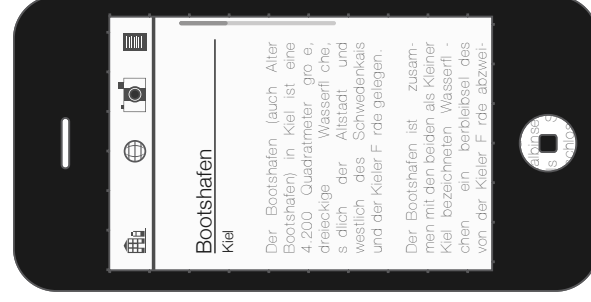 Bootshafen
Kiel
Der Bootshafen (auch Alter
Bootshafen) in Kiel ist eine
4.200 Quadratmeter gro e,
dreieckige Wasserfl che,
s dlich der Altstadt und
westlich des Schwedenkais
und der Kieler F rde gelegen.
Der Bootshafen ist zusam-
men mit den beiden als Kleiner
Kiel bezeichneten Wasserfl -
chen ein berbleibsel des
von der Kieler F rde abzwei-
albinse
s S
chlos